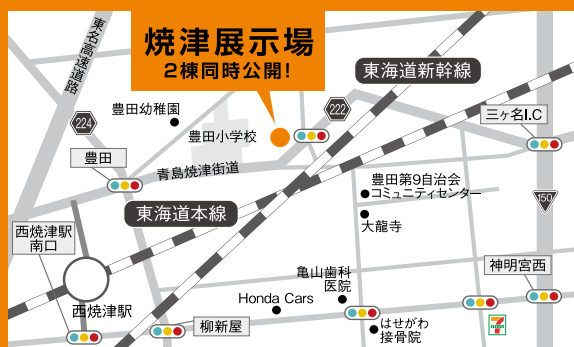 焼津展示場
2棟同時公開!
東名高速道路
東海道新幹線
224
豊田幼稚園
222
豊田小学校
三ヶ名I.C
豊田
青島焼津街道
豊田第9自治会
コミュニティセンター
150
東海道本線
大龍寺
西焼津駅
南口
亀山歯科
医院
神明宮西
西焼津駅
Honda Cars
柳新屋
はせがわ
接骨院
7